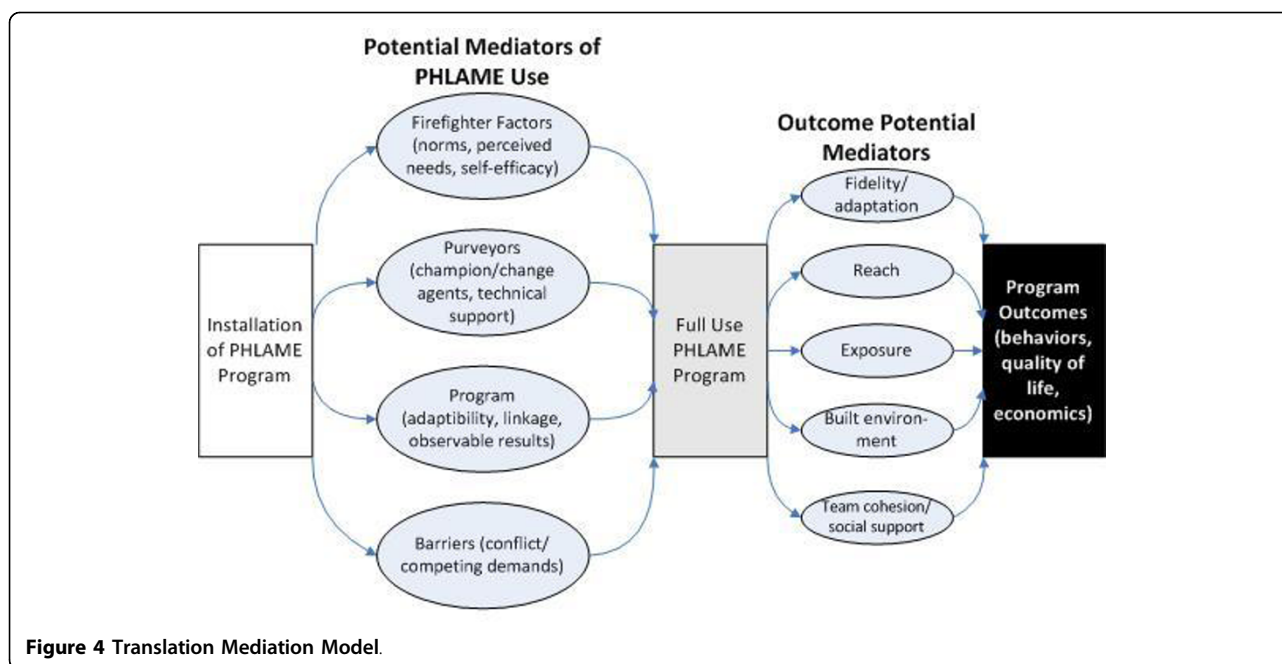 Potential Mediators of
PHLAME Use
Firefighter Factors
(norms, perceived
needs, self-efficacy)
Purveyors
(champion/change
agents, technical
support)
Program
(adaptibility, linkage,
observable results)
Barriers (conflict/
competing demands)
Installation
of PHLAME
Program
Full Use
PHLAME
Program
Outcome Potential
Mediators
Fidelity/
adaptation
Reach
Exposure
Built environ-
ment
Team cohesion/
social support
Program
Outcomes
(behaviors,
quality of
life,
economics)
Figure 4 Translation Mediation Model.